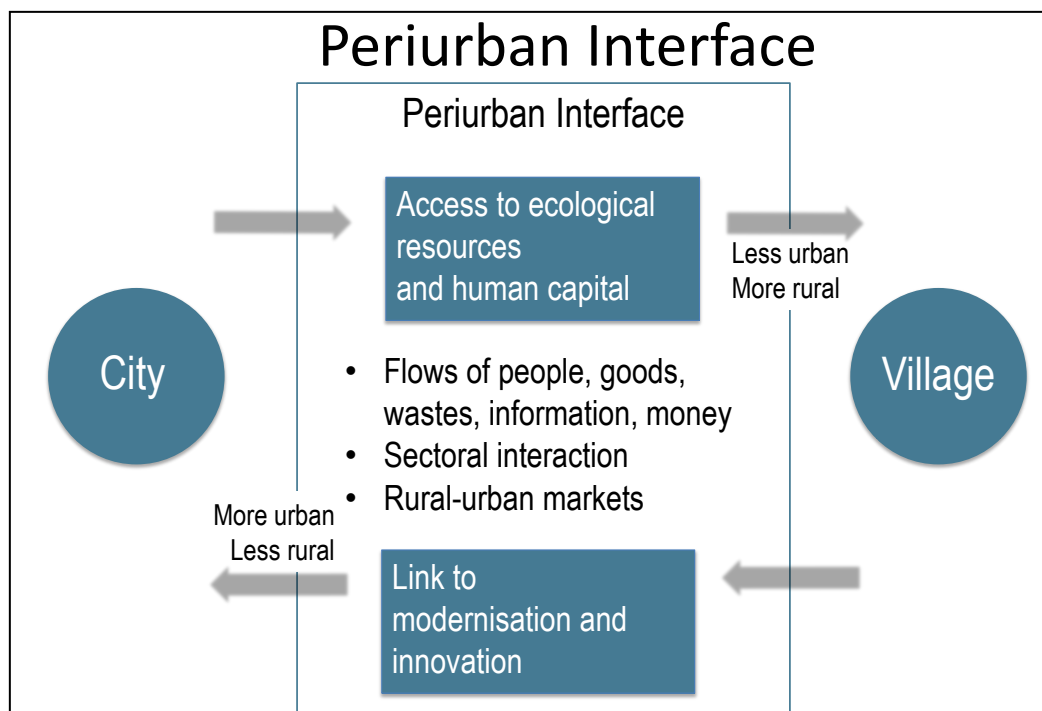 Periurban Interface
Periurban Interface
Access to ecological
resources
and human capital
Less urban
More rural
City
Village
• Flows of people, goods,
wastes, information, money
• Sectoral interaction
• Rural-urban markets
More urban
Less rural
Link to
modernisation and
innovation